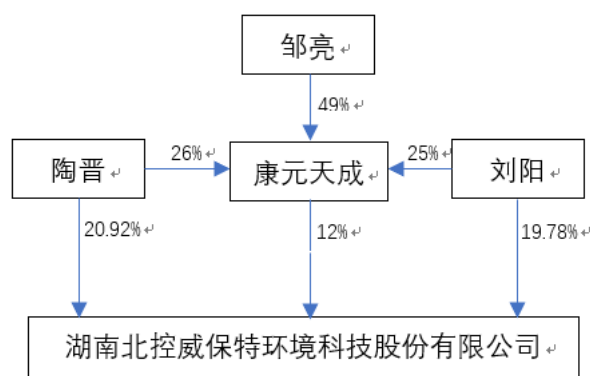 邹亮
49%
陶晋
26%
康元天成
25%
刘阳
20.92%
12%
19.78%
湖南北控威保特环境科技股份有限公司